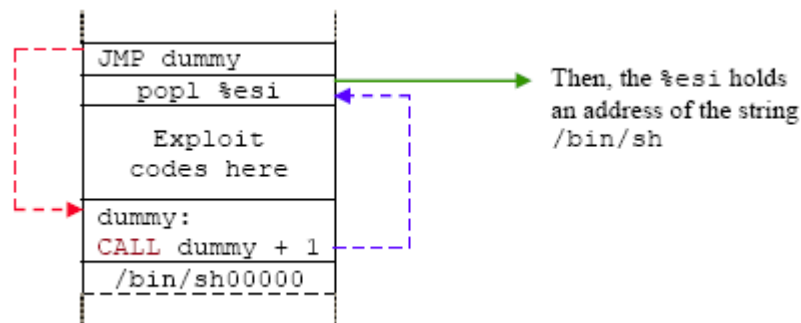 JMP dummy
popl %esi
Then, the %esi holds
an address of the string
/bin/sh
Exploit
codes here
dummy:
CALL dummy + 1
/bin/sh00000